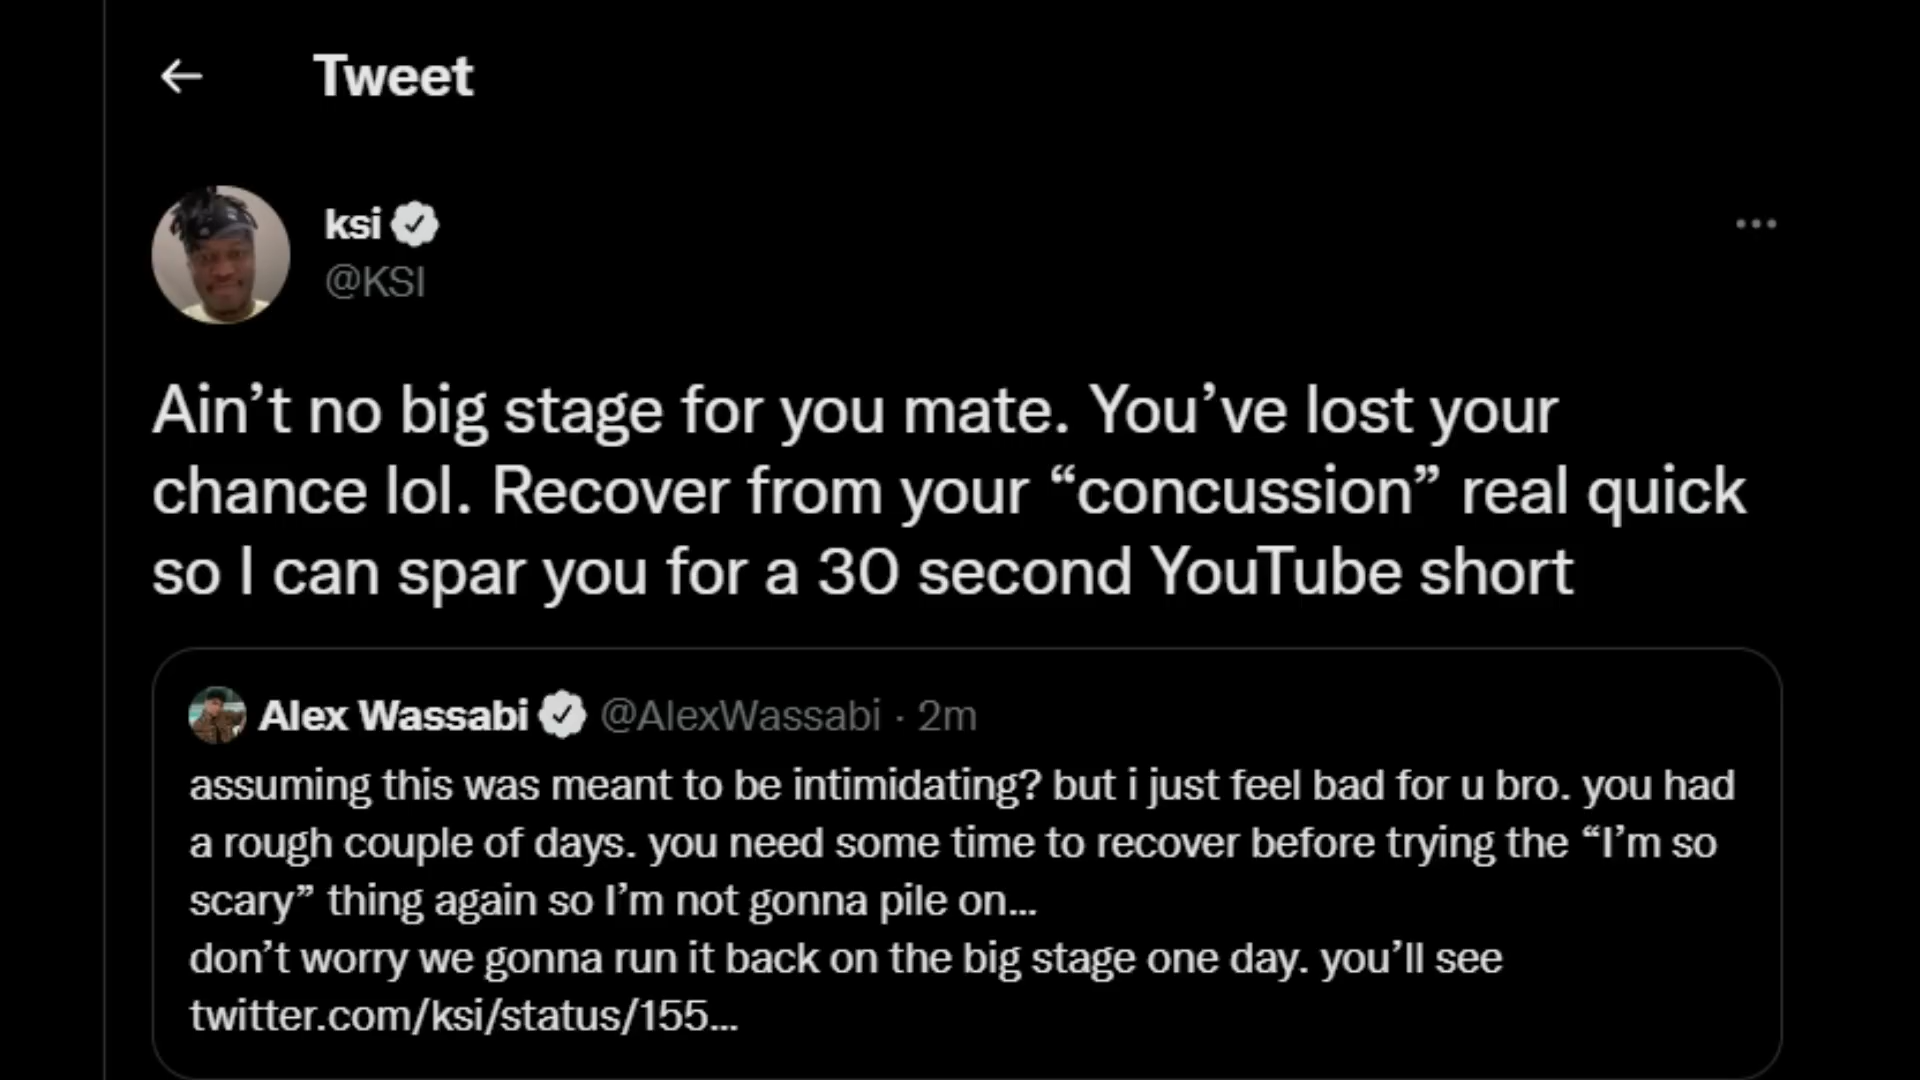 Tweet
ksi
@KSI
Ain’t no big stage for you mate. You’ve lost your
chance lol. Recover from your “concussion” real quick
so I can spar you for a 30 second YouTube short
Alex Wassabi @AlexWassabi · 2m
assuming this was meant to be intimidating? but i just feel bad for u bro. you had
a rough couple of days. you need some time to recover before trying the “I’m so
scary” thing again so I’m not gonna pile on...
don’t worry we gonna run it back on the big stage one day. you’ll see
twitter.com/ksi/status/155...